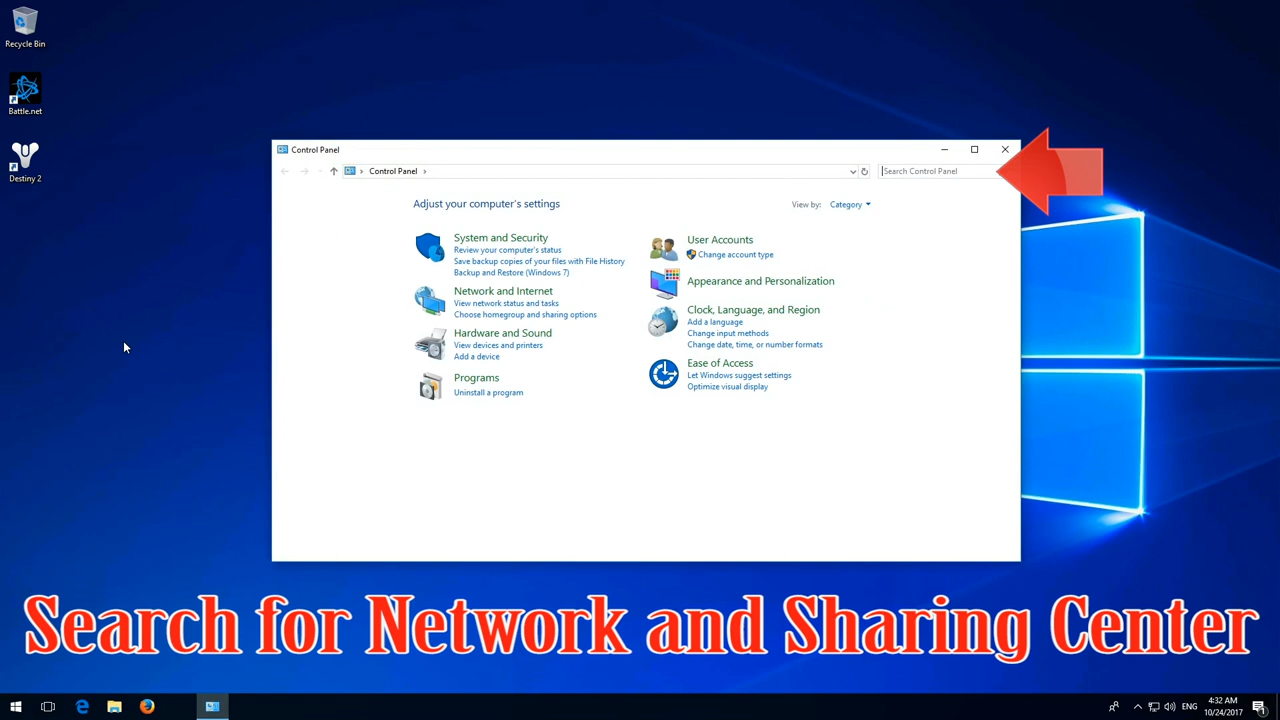 Recycle Bin
Battle.net
Destiny 2
Control Panel
Control Panel
Search Control Panel
Adjust your computer's settings
View by: Category
System and Security
Review your computer's status
Save backup copies of your files with File History
Backup and Restore (Windows 7)
Network and Internet
View network status and tasks
Choose homegroup and sharing options
Hardware and Sound
View devices and printers
Add a device
Programs
Uninstall a program
User Accounts
Change account type
Appearance and Personalization
Clock, Language, and Region
Add a language
Change input methods
Change date, time, or number formats
Ease of Access
Let Windows suggest settings
Optimize visual display
Search for Network and Sharing Center
ENG
4:32 AM
10/24/2017
1